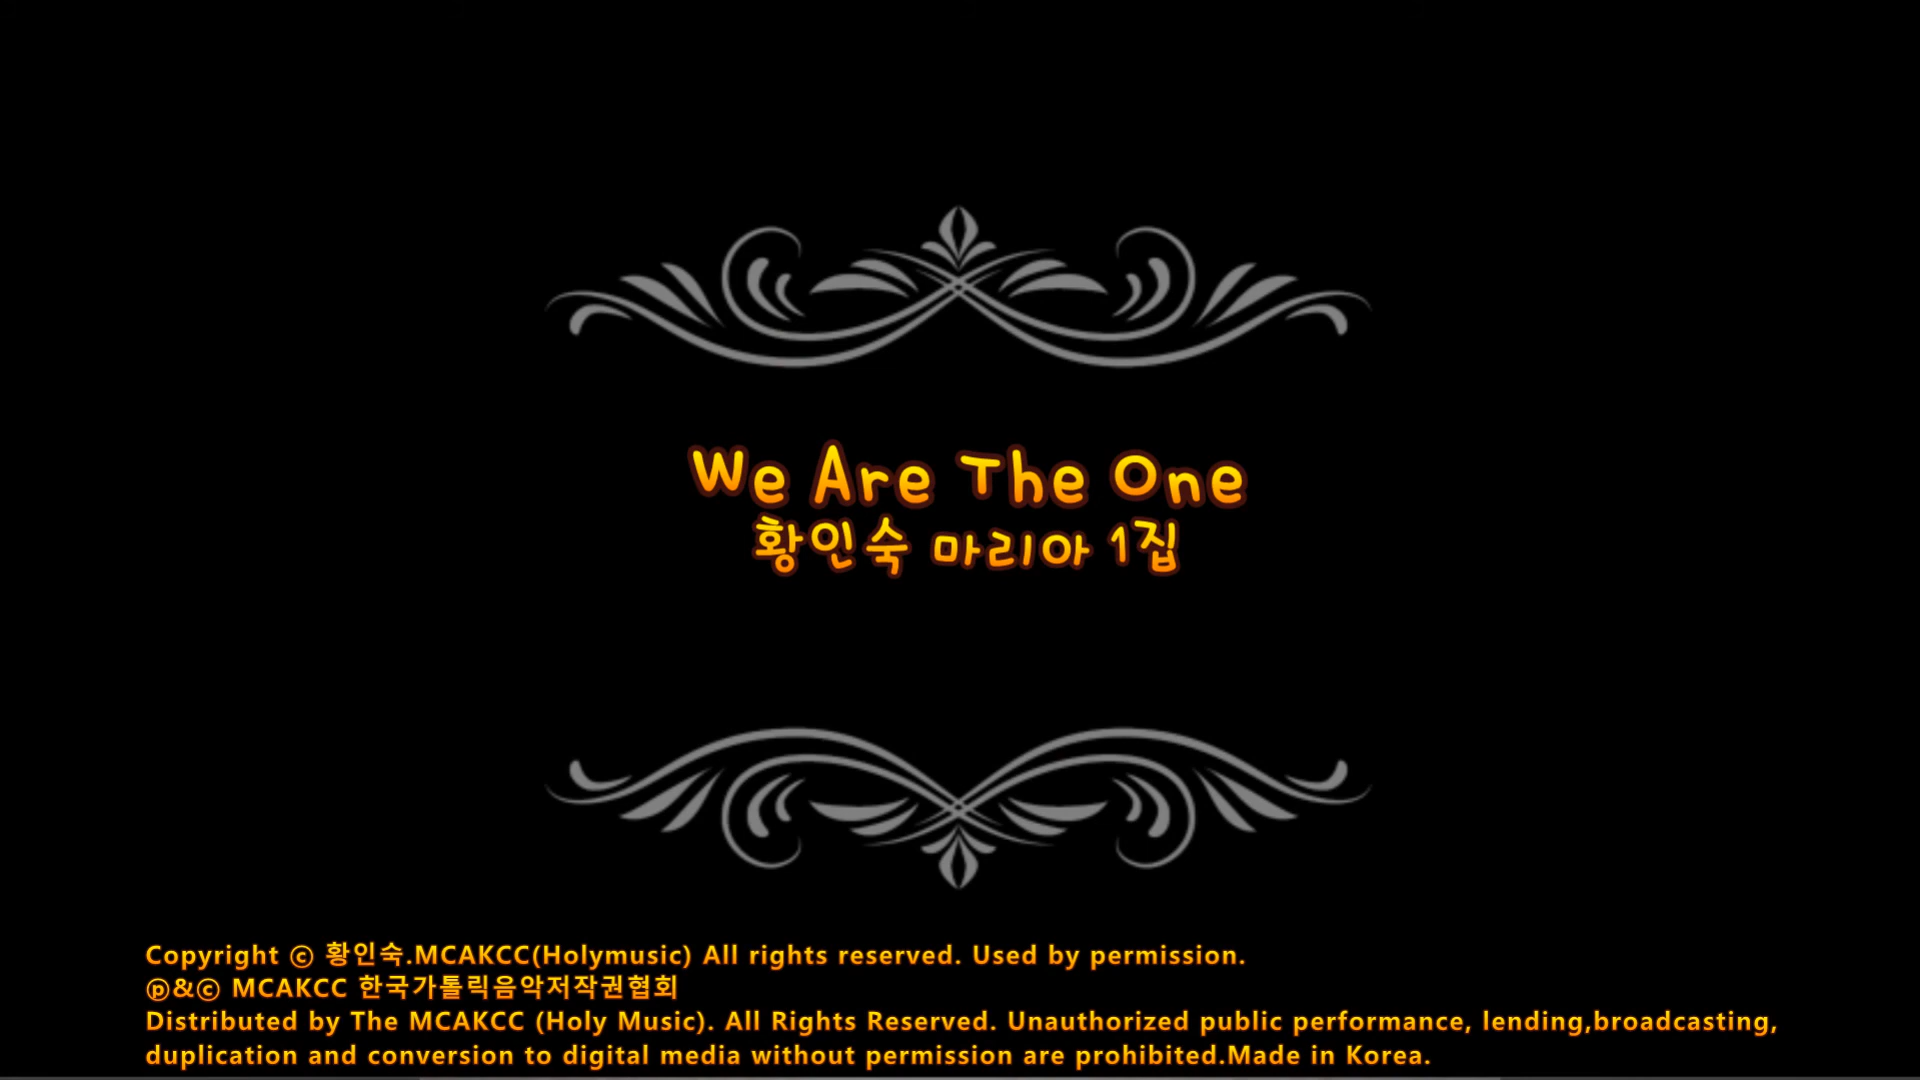 We Are The One
황인숙 마리아 1집
Copyright ⓒ 황인숙.MCAKCC(Holymusic) All rights reserved. Used by permission.
ⓟ&ⓒ MCAKCC 한국가톨릭음악저작권협회
Distributed by The MCAKCC (Holy Music). All Rights Reserved. Unauthorized public performance, lending,broadcasting,
duplication and conversion to digital media without permission are prohibited.Made in Korea.